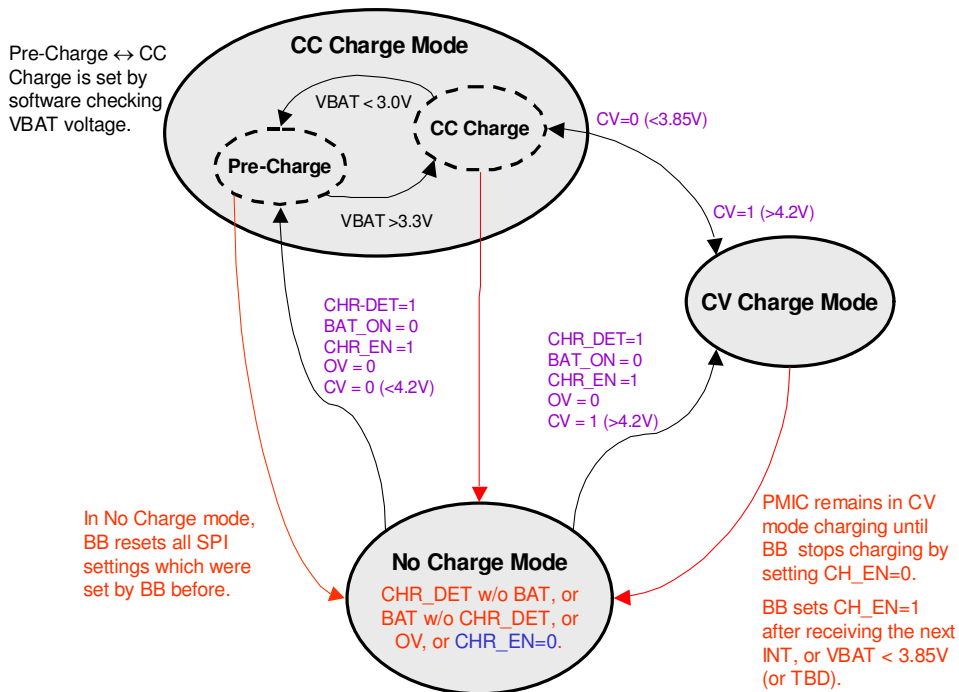 CC Charge Mode
Pre-Charge ↔ CC
Charge is set by
software checking
VBAT voltage.
VBAT < 3.0V
CC Charge
Pre-Charge
VBAT >3.3V
CV=0 (<3.85V)
CV=1 (>4.2V)
CV Charge Mode
CHR-DET=1
BAT_ON = 0
CHR_EN =1
OV = 0
CV = 0 (<4.2V)
CHR_DET=1
BAT_ON = 0
CHR_EN =1
OV = 0
CV = 1 (>4.2V)
In No Charge mode,
BB resets all SPI
settings which were
set by BB before.
No Charge Mode
CHR_DET w/o BAT, or
BAT w/o CHR_DET, or
OV, or CHR_EN=0.
PMIC remains in CV
mode charging until
BB stops charging by
setting CH_EN=0.
BB sets CH_EN=1
after receiving the next
INT, or VBAT < 3.85V
(or TBD).